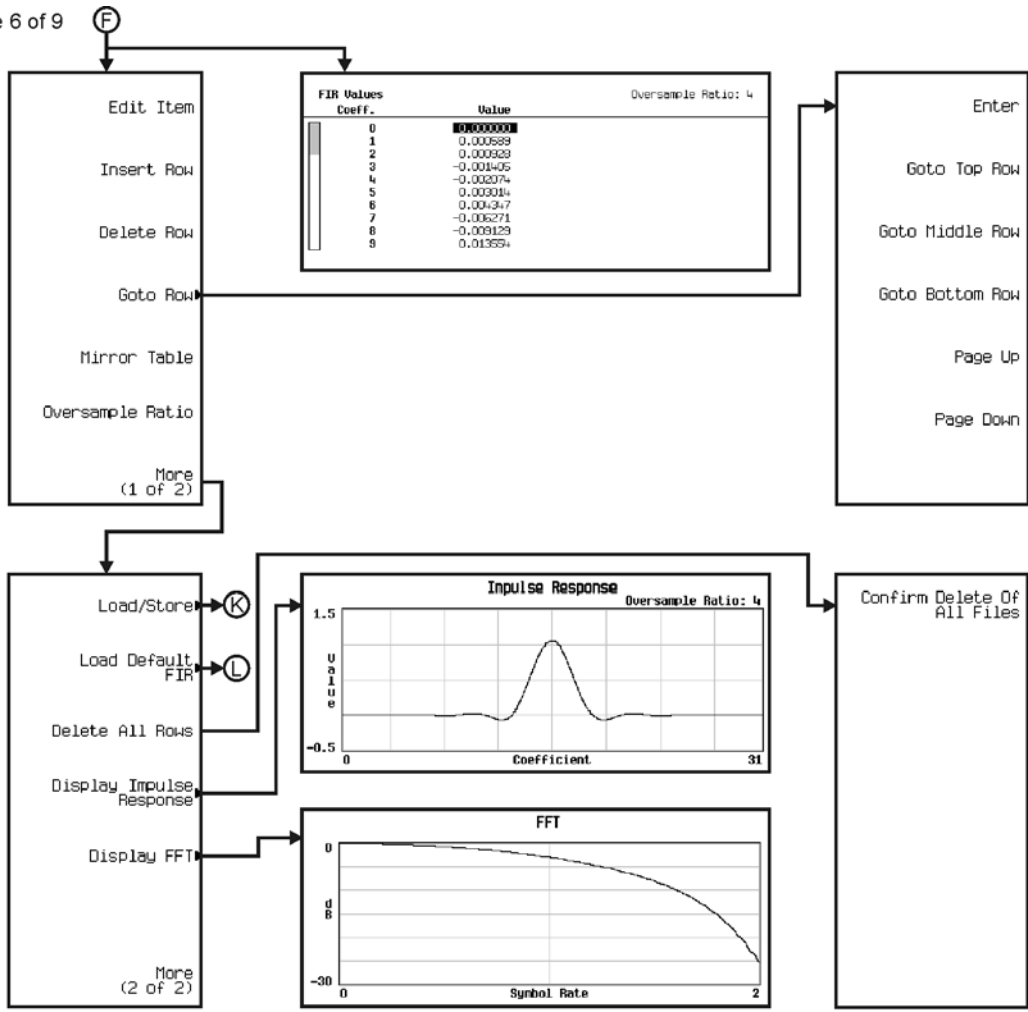 6 of 9
F
Edit Item
Insert Row
Delete Row
Goto Row
Mirror Table
Oversample Ratio
More
(1 of 2)
FIR Values
Oversample Ratio: 4
Coeff. Value
0 0.000000
1 0.000589
2 0.000928
3 -0.001405
4 -0.002074
5 0.003014
6 0.004347
7 -0.006271
8 -0.009129
9 0.013554
Enter
Goto Top Row
Goto Middle Row
Goto Bottom Row
Page Up
Page Down
Load/Store
K
Load Default
FIR
L
Delete All Rows
Display Impulse
Response
Display FFT
More
(2 of 2)
Impulse Response
Oversample Ratio: 4
1.5
Value
-0.5
0 Coefficient 31
FFT
0
dB
-30
0 Symbol Rate 2
Confirm Delete Of
All Files